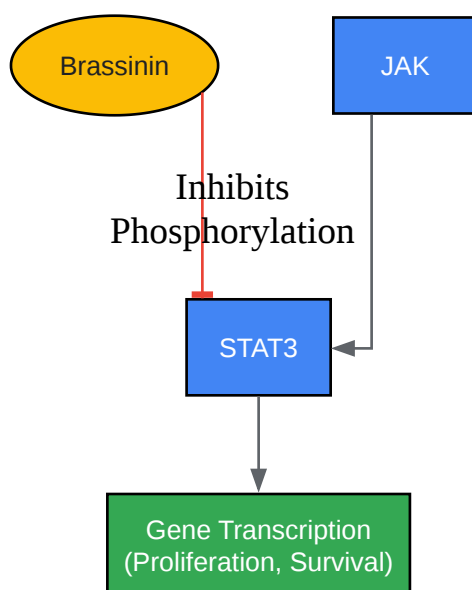 Brassinin
JAK
Inhibits
Phosphorylation
STAT3
Gene Transcription
(Proliferation, Survival)